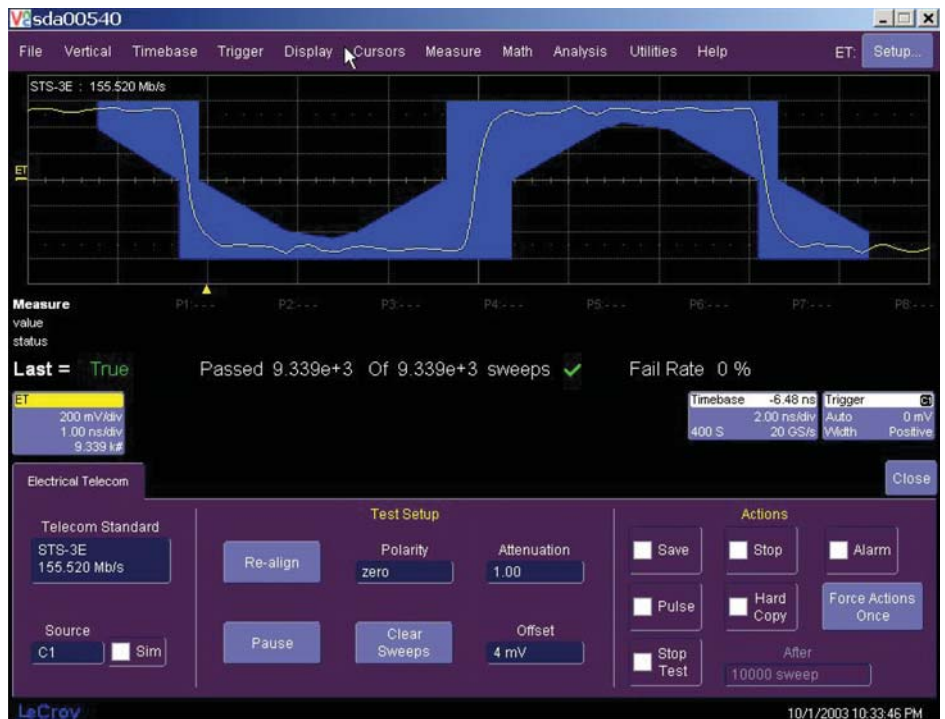 sda00540
File Vertical Timebase Trigger Display Cursors Measure Math Analysis Utilities Help ET: Setup...
STS-3E : 155.520 Mb/s
ET
Measure P1:- - - P2:- - - P3:- - - P4:- - - P5:- - - P6:- - - P7:- - - P8:- - -
value
status
Last = True Passed 9.339e+3 Of 9.339e+3 sweeps Fail Rate 0 %
ET
200 mV/div
1.00 ns/div
9.339 k#
Timebase -6.48 ns
2.00 ns/div
400 S 20 GS/s
Trigger C1
Auto 0 mV
Width Positive
Electrical Telecom
Close
Telecom Standard
STS-3E
155.520 Mb/s
Source
C1
Sim
Test Setup
Re-align
Polarity
zero
Attenuation
1.00
Pause
Clear
Sweeps
Offset
4 mV
Actions
Save
Stop
Alarm
Pulse
Hard
Copy
Force Actions
Once
Stop
Test
After
10000 sweep
LeCroy
10/1/2003 10:33:46 PM